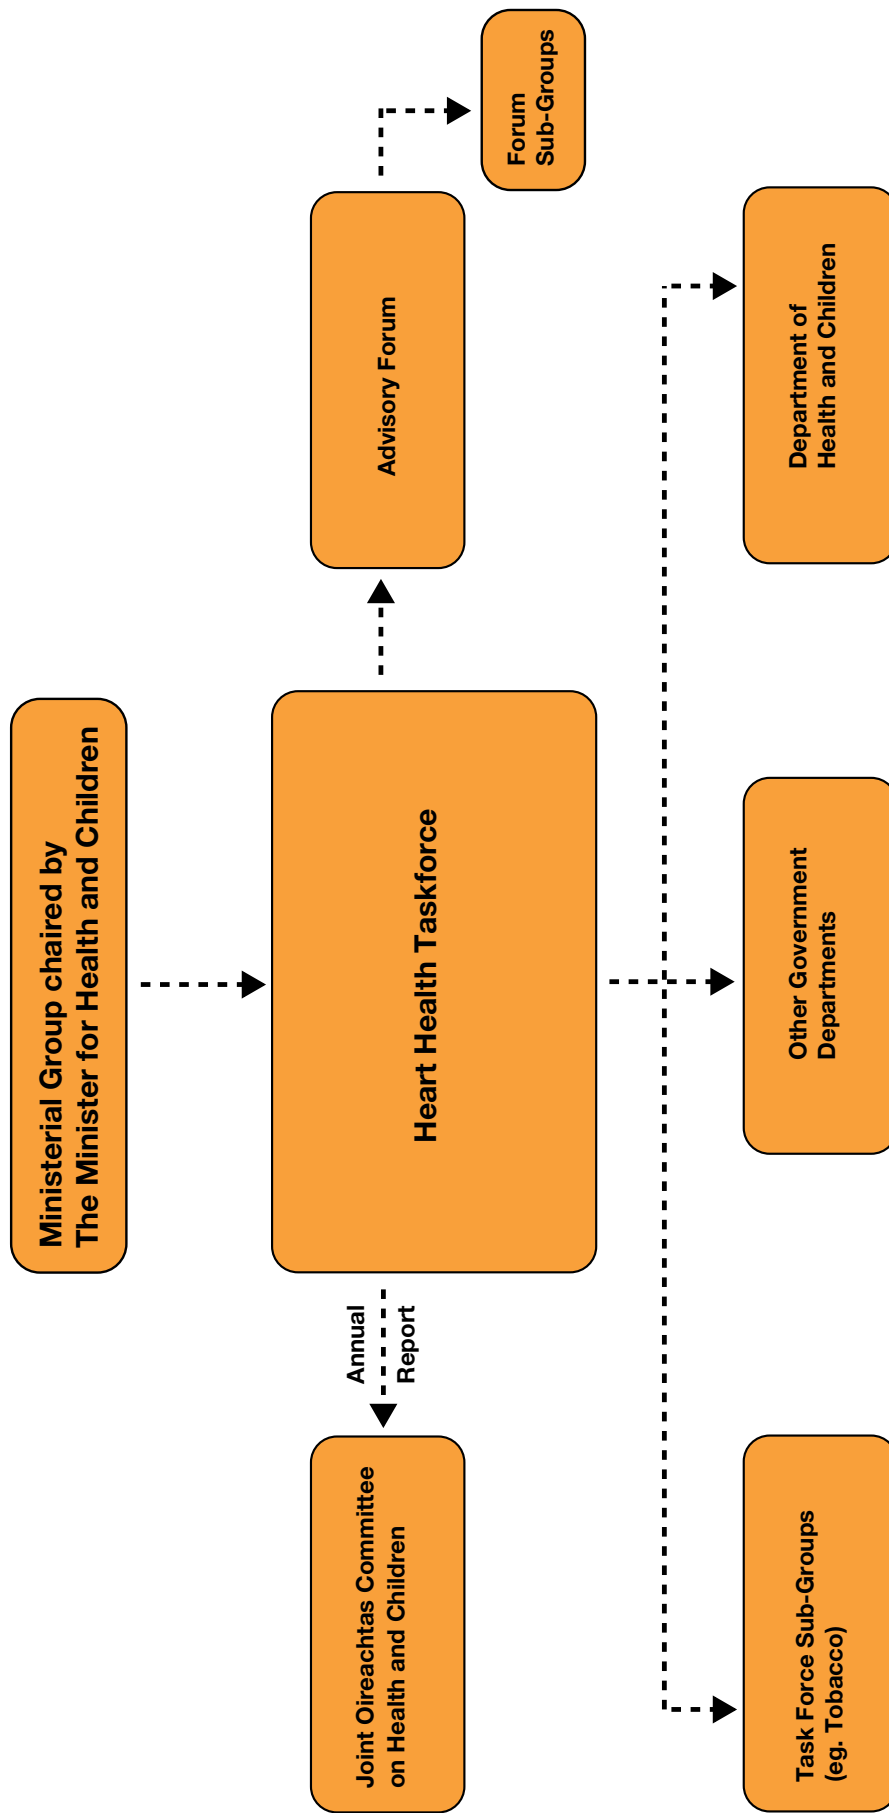 Ministerial Group chaired by
The Minister for Health and Children
Joint Oireachtas Committee
on Health and Children
Annual
Report
Heart Health Taskforce
Advisory Forum
Forum
Sub-Groups
Task Force Sub-Groups
(eg. Tobacco)
Other Government
Departments
Department of
Health and Children